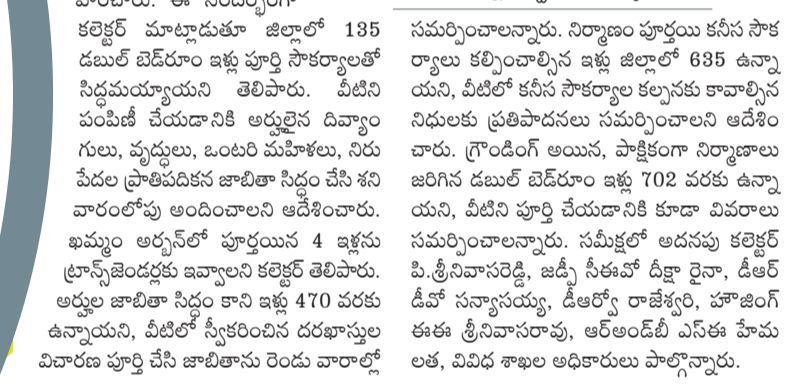 కలెక్టర్ మాట్లాడుతూ జిల్లాలో 135
డబుల్ బెడ్‌రూం ఇళ్లు పూర్తి సౌకర్యాలతో
సిద్ధమయ్యాయని తెలిపారు. వీటిని
పంపిణీ చేయడానికి అర్హులైన దివ్యాం
గులు, వృద్ధులు, ఒంటరి మహిళలు, నిరు
పేదల ప్రాతిపదికన జాబితా సిద్ధం చేసి శని
వారంలోపు అందించాలని ఆదేశించారు.
ఖమ్మం అర్బన్‌లో పూర్తయిన 4 ఇళ్లను
ట్రాన్స్‌జెండర్లకు ఇవ్వాలని కలెక్టర్ తెలిపారు.
అర్హుల జాబితా సిద్ధం కాని ఇళ్లు 470 వరకు
ఉన్నాయని, వీటిలో స్వీకరించిన దరఖాస్తుల
విచారణ పూర్తి చేసి జాబితాను రెండు వారాల్లో
సమర్పించాలన్నారు. నిర్మాణం పూర్తయి కనీస సౌక
ర్యాలు కల్పించాల్సిన ఇళ్లు జిల్లాలో 635 ఉన్నా
యని, వీటిలో కనీస సౌకర్యాల కల్పనకు కావాల్సిన
నిధులకు ప్రతిపాదనలు సమర్పించాలని ఆదేశిం
చారు. గ్రౌండింగ్ అయిన, పాక్షికంగా నిర్మాణాలు
జరిగిన డబుల్ బెడ్‌రూం ఇళ్లు 702 వరకు ఉన్నా
యని, వీటిని పూర్తి చేయడానికి కూడా వివరాలు
సమర్పించాలన్నారు. సమీక్షలో అదనపు కలెక్టర్
పి.శ్రీనివాసరెడ్డి, జడ్పీ సీఈవో దీక్షా రైనా, డీఆర్
డీవో సన్యాసయ్య, డీఆర్వో రాజేశ్వరి, హౌజింగ్
ఈఈ శ్రీనివాసరావు, ఆర్‌అండ్‌బీ ఎస్ఈ హేమ
లత, వివిధ శాఖల అధికారులు పాల్గొన్నారు.